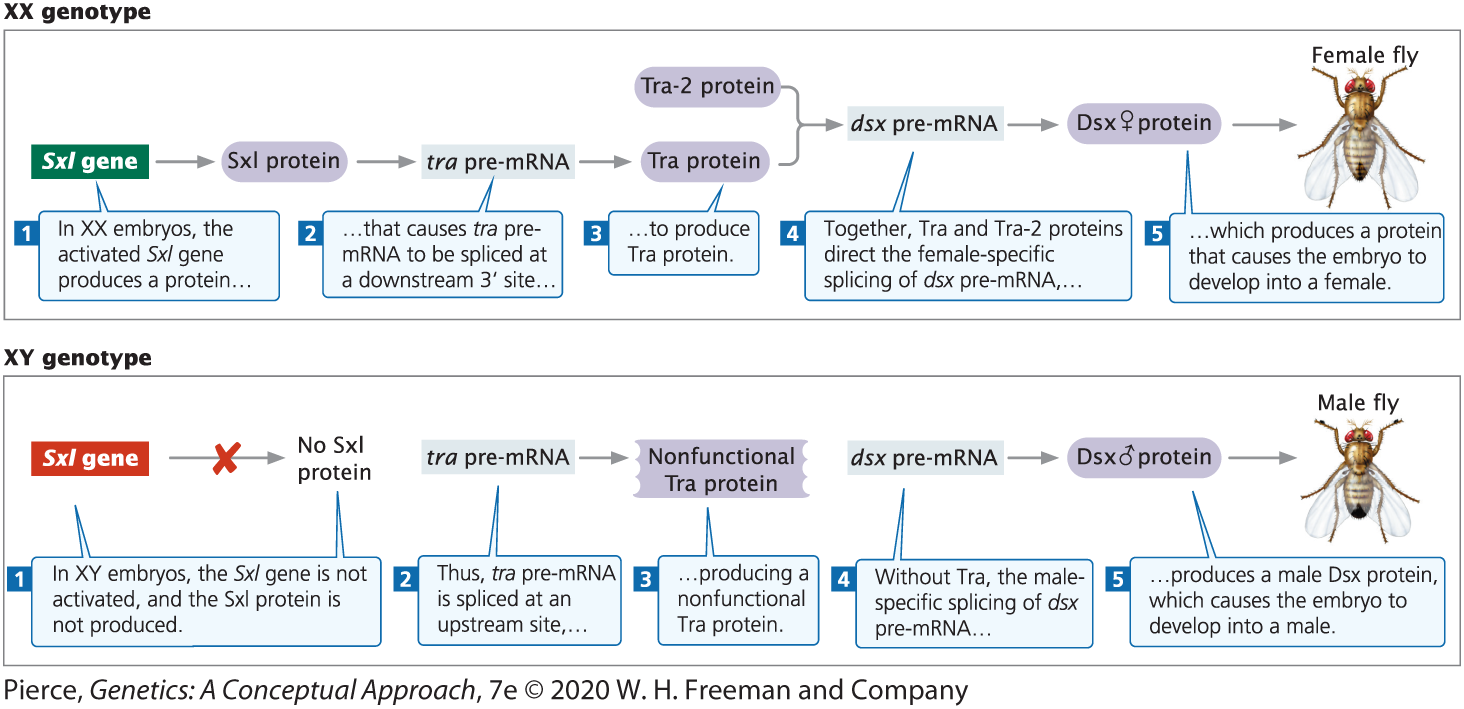 XX genotype
Female fly
Tra-2 protein
dsx pre-mRNA
Dsx♀protein
Sxl gene
Sxl protein
tra pre-mRNA
Tra protein
1
In XX embryos, the
activated Sxl gene
produces a protein…
2
…that causes tra pre-
mRNA to be spliced at
a downstream 3′ site…
3
…to produce
Tra protein.
4
Together, Tra and Tra-2 proteins
direct the female-specific
splicing of dsx pre-mRNA,…
5
…which produces a protein
that causes the embryo to
develop into a female.
XY genotype
Male fly
Sxl gene
No Sxl
protein
tra pre-mRNA
Nonfunctional
Tra protein
dsx pre-mRNA
Dsx♂protein
1
In XY embryos, the Sxl gene is not
activated, and the Sxl protein is
not produced.
2
Thus, tra pre-mRNA
is spliced at an
upstream site,…
3
…producing a
nonfunctional
Tra protein.
4
Without Tra, the male-
specific splicing of dsx
pre-mRNA…
5
…produces a male Dsx protein,
which causes the embryo to
develop into a male.
Pierce, Genetics: A Conceptual Approach, 7e © 2020 W. H. Freeman and Company